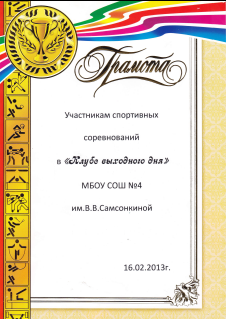 Грамота
Участникам спортивных
соревнований
в «Клубе выходного дня»
МБОУ СОШ №4
им.В.В.Самсонкиной
16.02.2013г.